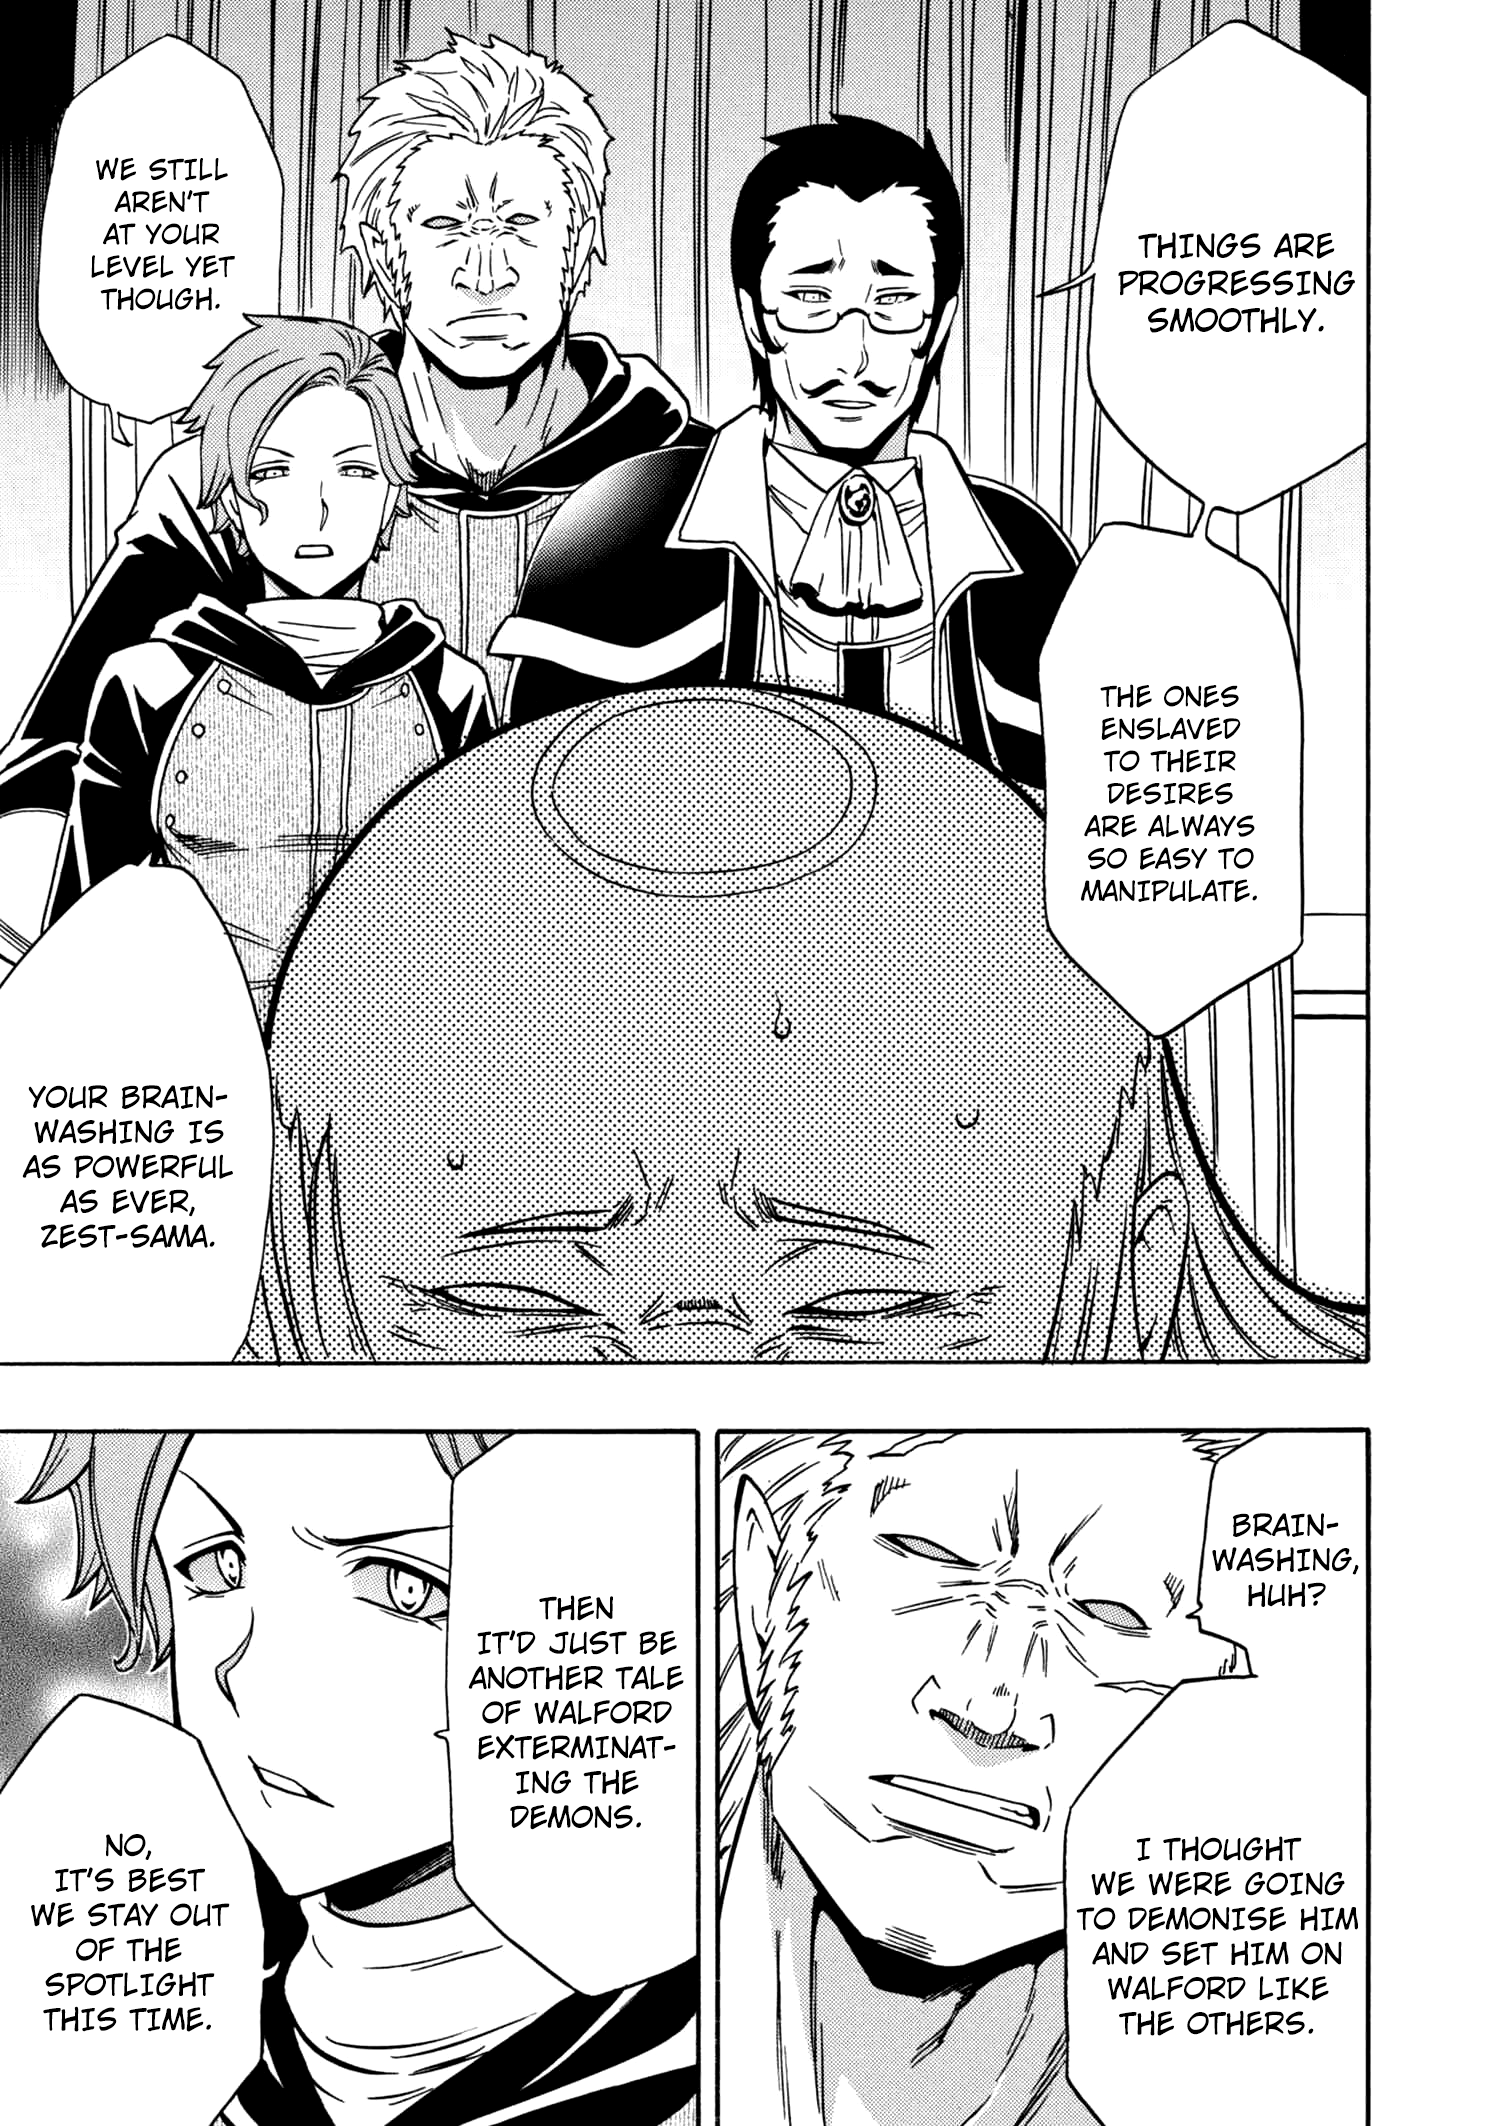 THINGS ARE
PROGRESSING
SMOOTHLY.
THE ONES
ENSLAVED
TO THEIR
DESIRES
ARE ALWAYS
SO EASY TO
MANIPULATE.
WE STILL
AREN'T
AT YOUR
LEVEL YET
THOUGH.
YOUR BRAIN-
WASHING IS
AS POWERFUL
AS EVER,
ZEST-SAMA.
BRAIN-
WASHING,
HUH?
I THOUGHT
WE WERE GOING
TO DEMONISE HIM
AND SET HIM ON
WALFORD LIKE
THE OTHERS.
THEN
IT'D JUST BE
ANOTHER TALE
OF WALFORD
EXTERMINAT-
ING THE
DEMONS.
NO,
IT'S BEST
WE STAY OUT
OF THE
SPOTLIGHT
THIS TIME.